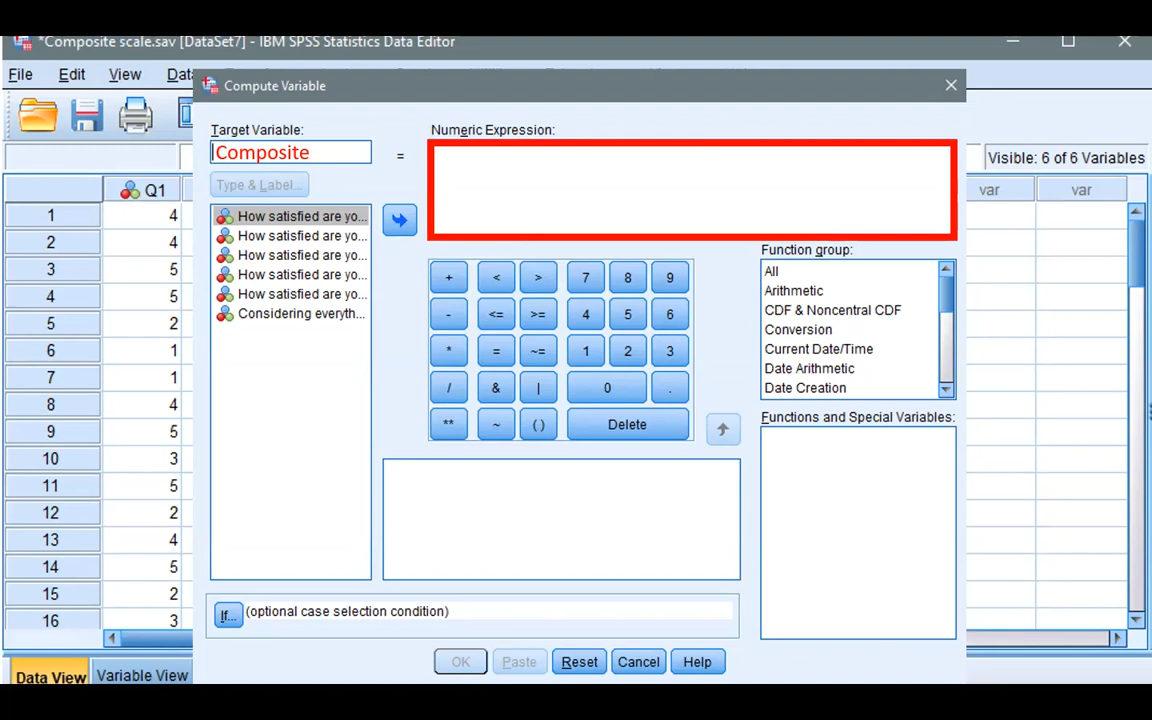 *Composite scale.sav [DataSet7] - IBM SPSS Statistics Data Editor
File Edit View Data
Compute Variable
Target Variable:
Composite
=
Numeric Expression:
Type & Label...
Visible: 6 of 6 Variables
Q1
var
var
1 4
2 4
3 5
4 5
5 2
6 1
7 1
8 4
9 5
10 3
11 5
12 2
13 4
14 5
15 2
16 3
How satisfied are yo...
How satisfied are yo...
How satisfied are yo...
How satisfied are yo...
How satisfied are yo...
Considering everyth...
+ < > 7 8 9
- <= >= 4 5 6
* = ~= 1 2 3
/ & | 0 .
** ~ () Delete
Function group:
All
Arithmetic
CDF & Noncentral CDF
Conversion
Current Date/Time
Date Arithmetic
Date Creation
Functions and Special Variables:
If... (optional case selection condition)
OK Paste Reset Cancel Help
Data View Variable View